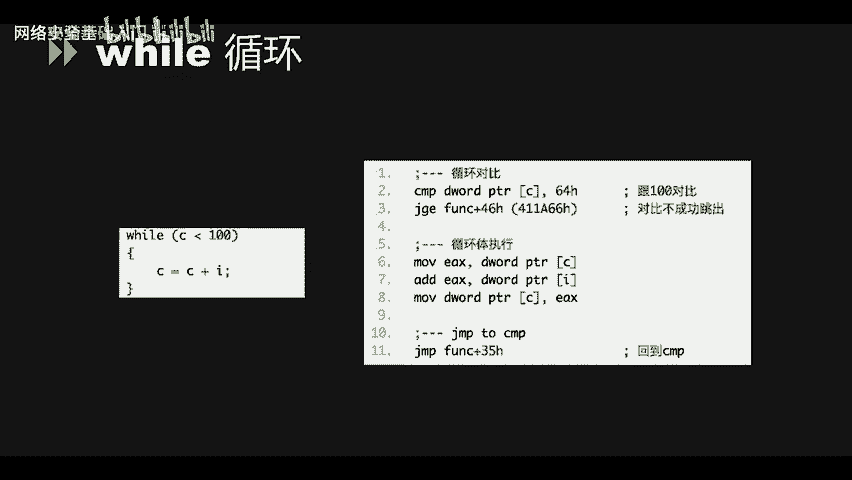 网络安全基础入门 bilibili
while 循环
while (c < 100)
{
c = c + i;
}
1. ;--- 循环对比
2. cmp dword ptr [c], 64h ; 跟100对比
3. jge func+46h (411A66h) ; 对比不成功跳出
4.
5. ;--- 循环体执行
6. mov eax, dword ptr [c]
7. add eax, dword ptr [i]
8. mov dword ptr [c], eax
9.
10. ;--- jmp to cmp
11. jmp func+35h ; 回到cmp